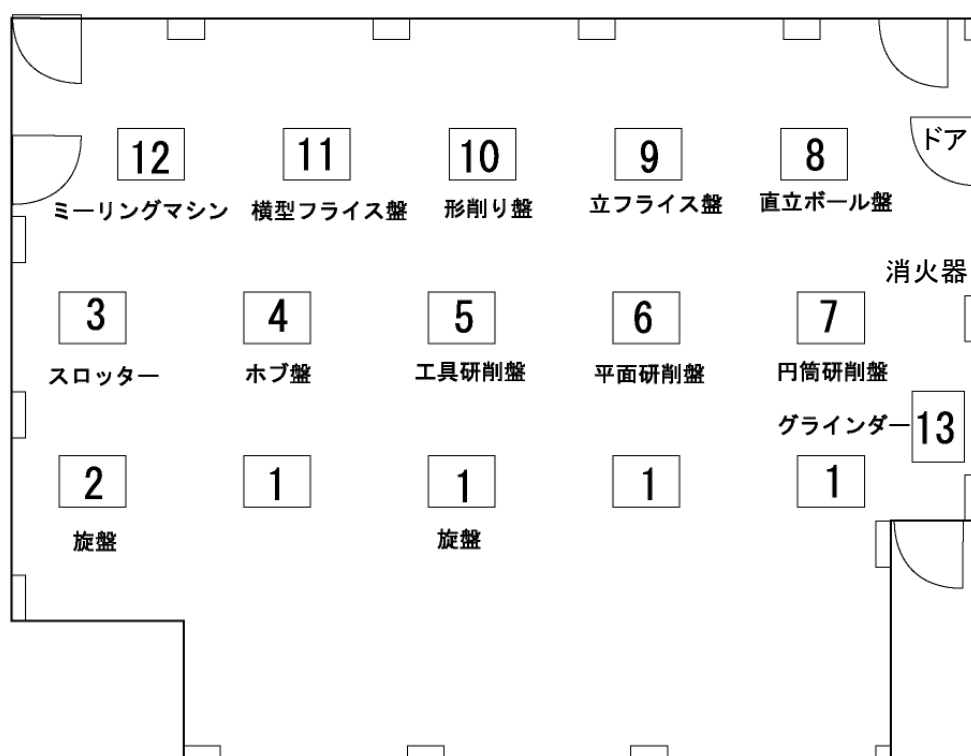 ドア
12
11
10
9
8
ミーリングマシン
横型フライス盤
形削り盤
立フライス盤
直立ボール盤
消火器
3
4
5
6
7
スロッター
ホブ盤
工具研削盤
平面研削盤
円筒研削盤
グラインダー
13
2
1
1
1
1
旋盤
旋盤